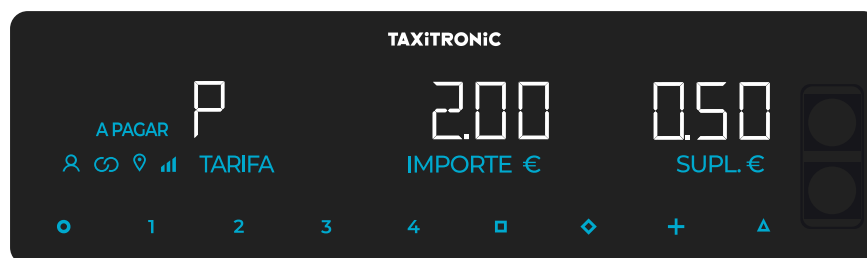 TAXiTRONiC
P 2.00 0.50
A PAGAR
TARIFA IMPORTE € SUPL. €
1 2 3 4